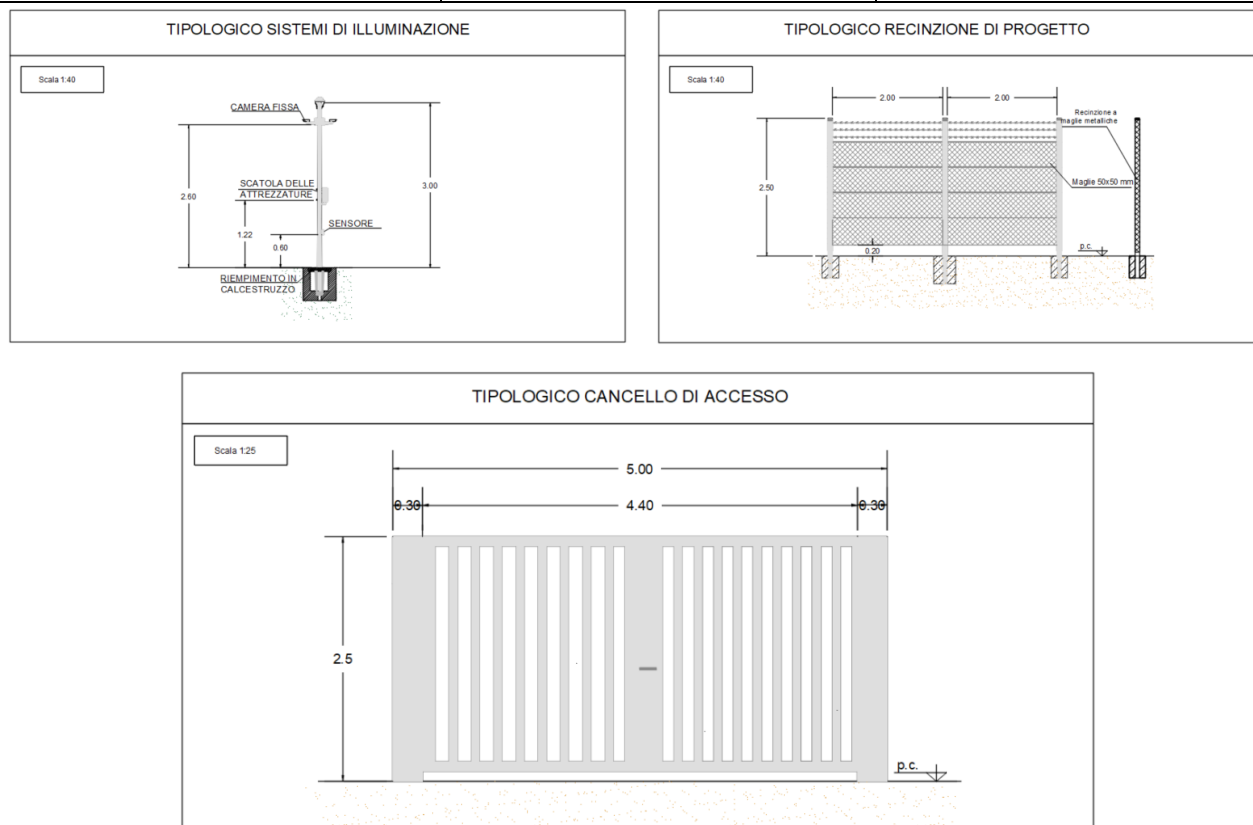 TIPOLOGICO SISTEMI DI ILLUMINAZIONE
Scala 1:40
CAMERA FISSA
2.60
SCATOLA DELLE
ATTREZZATURE
3.00
1.22
SENSORE
0.60
RIEMPIMENTO IN
CALCESTRUZZO
TIPOLOGICO RECINZIONE DI PROGETTO
Scala 1:40
2.00
2.00
Recinzione a
maglie metalliche
2.50
Maglie 50x50 mm
0.20
p.c.
TIPOLOGICO CANCELLO DI ACCESSO
Scala 1:25
5.00
0.30
4.40
0.30
2.5
p.c.